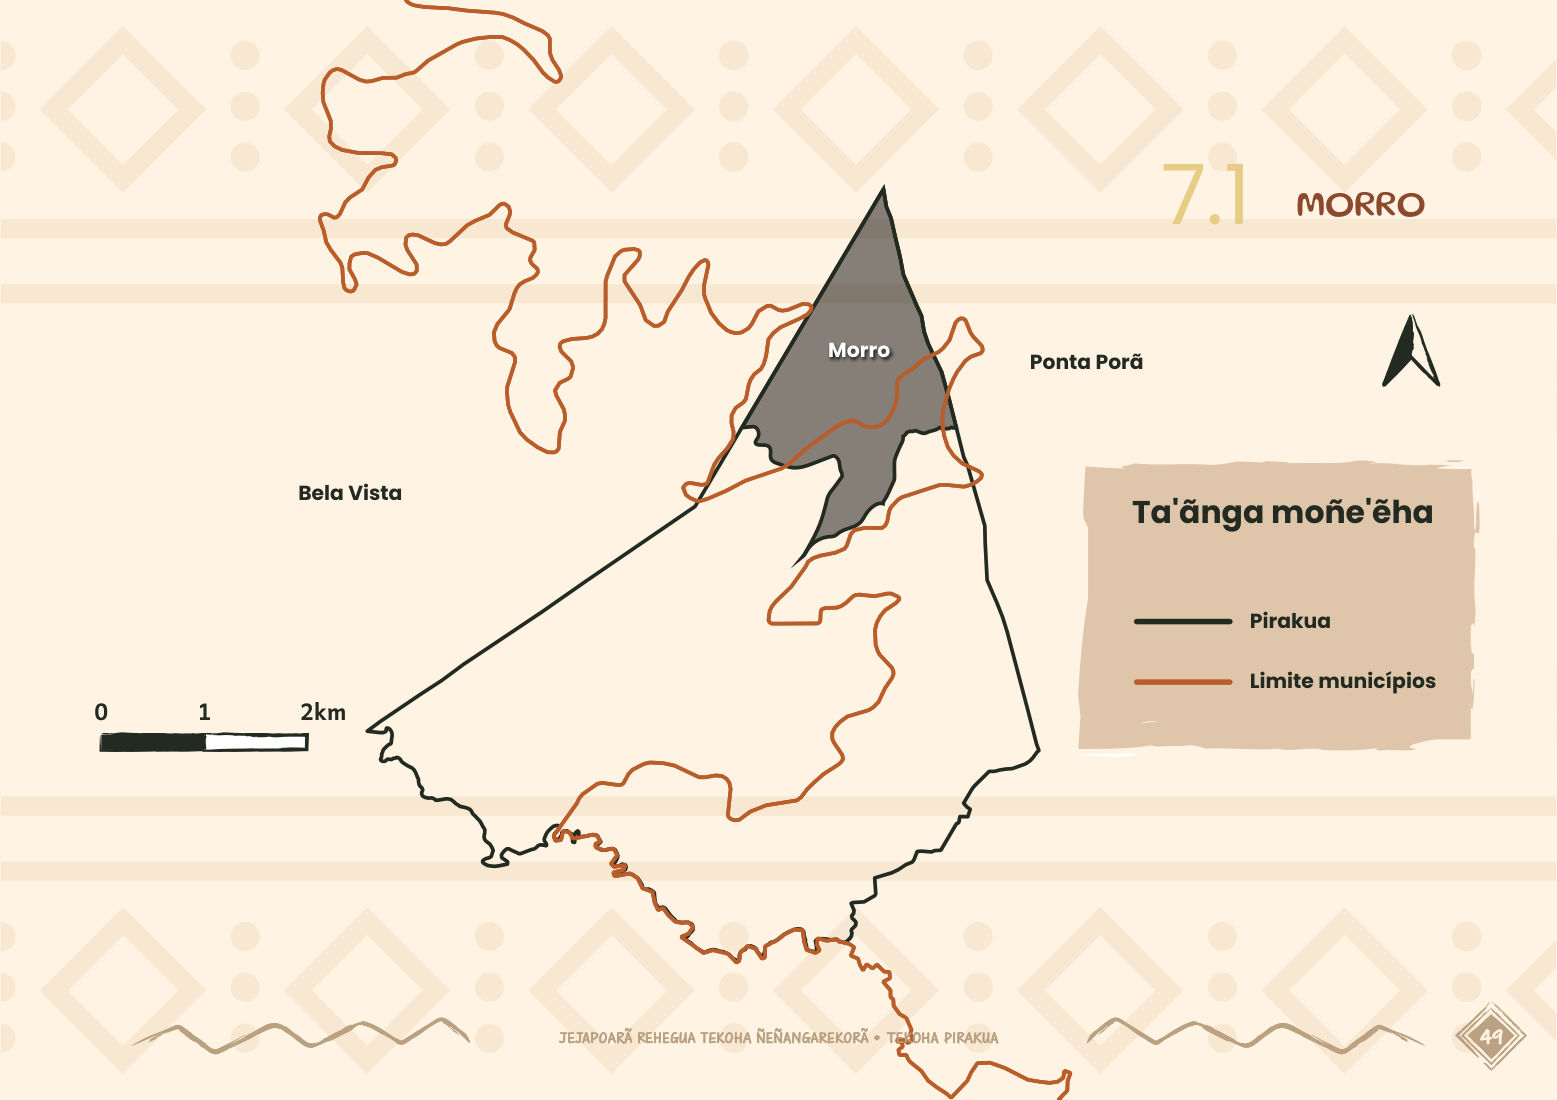 7.1 MORRO
Morro
Ponta Porã
Bela Vista
Ta'ãnga moñe'ẽha
Pirakua
Limite municípios
0 1 2km
JEJAPOARÃ REHEGUA TEKOHA ÑEÑANGAREKORÃ • TEKOHA PIRAKUA
49